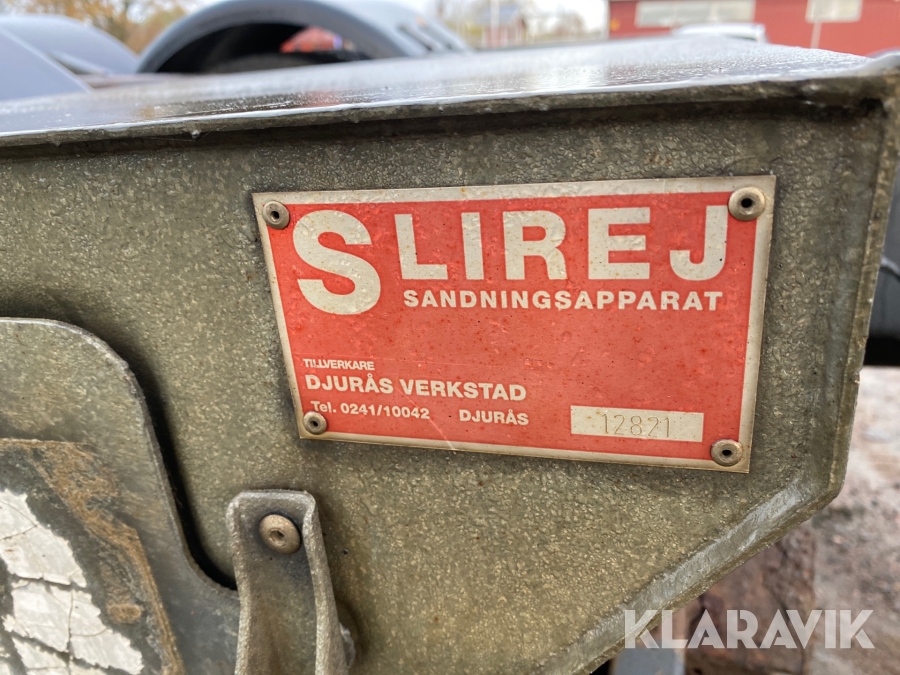 SLIREJ
SANDNINGSAPPARAT
TILLVERKARE
DJURÅS VERKSTAD
Tel. 0241/10042 DJURÅS 12821
KLARAVIK